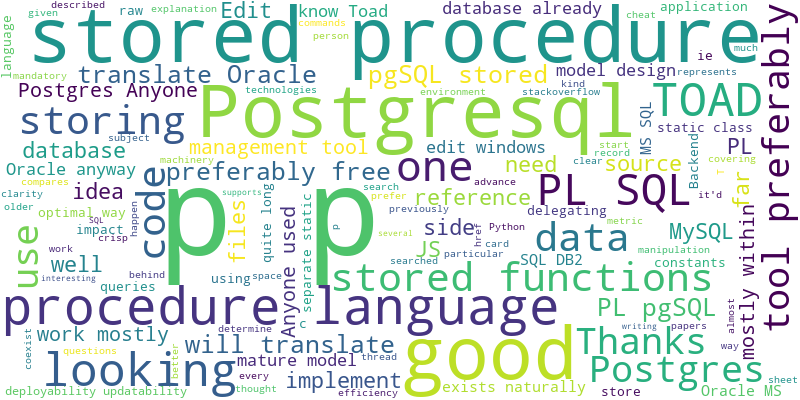 described
given
raw
explanation
Edit
know Toad
commands
person
database already
cheat
application
much
language
stored procedure
ie
mandatory
translate Oracle
pgSQL stored
model design
represents
Postgres Anyone
technologies
environment
stackoverflow
kind
tool preferably
storing
Postgresql
TOAD
subject
management tool
edit windows
MS SQL
static class
start
record
database
machinery
preferably free
one
need
source
clear
Backend
PL
covering
Oracle anyway
compares
code
p p
search
advance
PL SQL
far
T
it'd
clarity
idea
supports
prefer
reference
previously
delegating
metric
mostly within
older
optimal way
files
quite long
separate static
Anyone used
P
side
href
Python
card
data
MySQL
crisp
SQL
impact
happen
JS
particular
SQL DB2
manipulation
constants
use
well
work
behind
using
space
searched
queries
stored functions
interesting
procedure language
several
PL pgSQL
coexist
work mostly
will translate
C
good
Thanks
writing
papers
almost
determine
mature model
thread
way
looking
questions
better
every
thought
implement
efficiency
exists naturally
Postgres
store
sheet
deployability updatability
Oracle MS